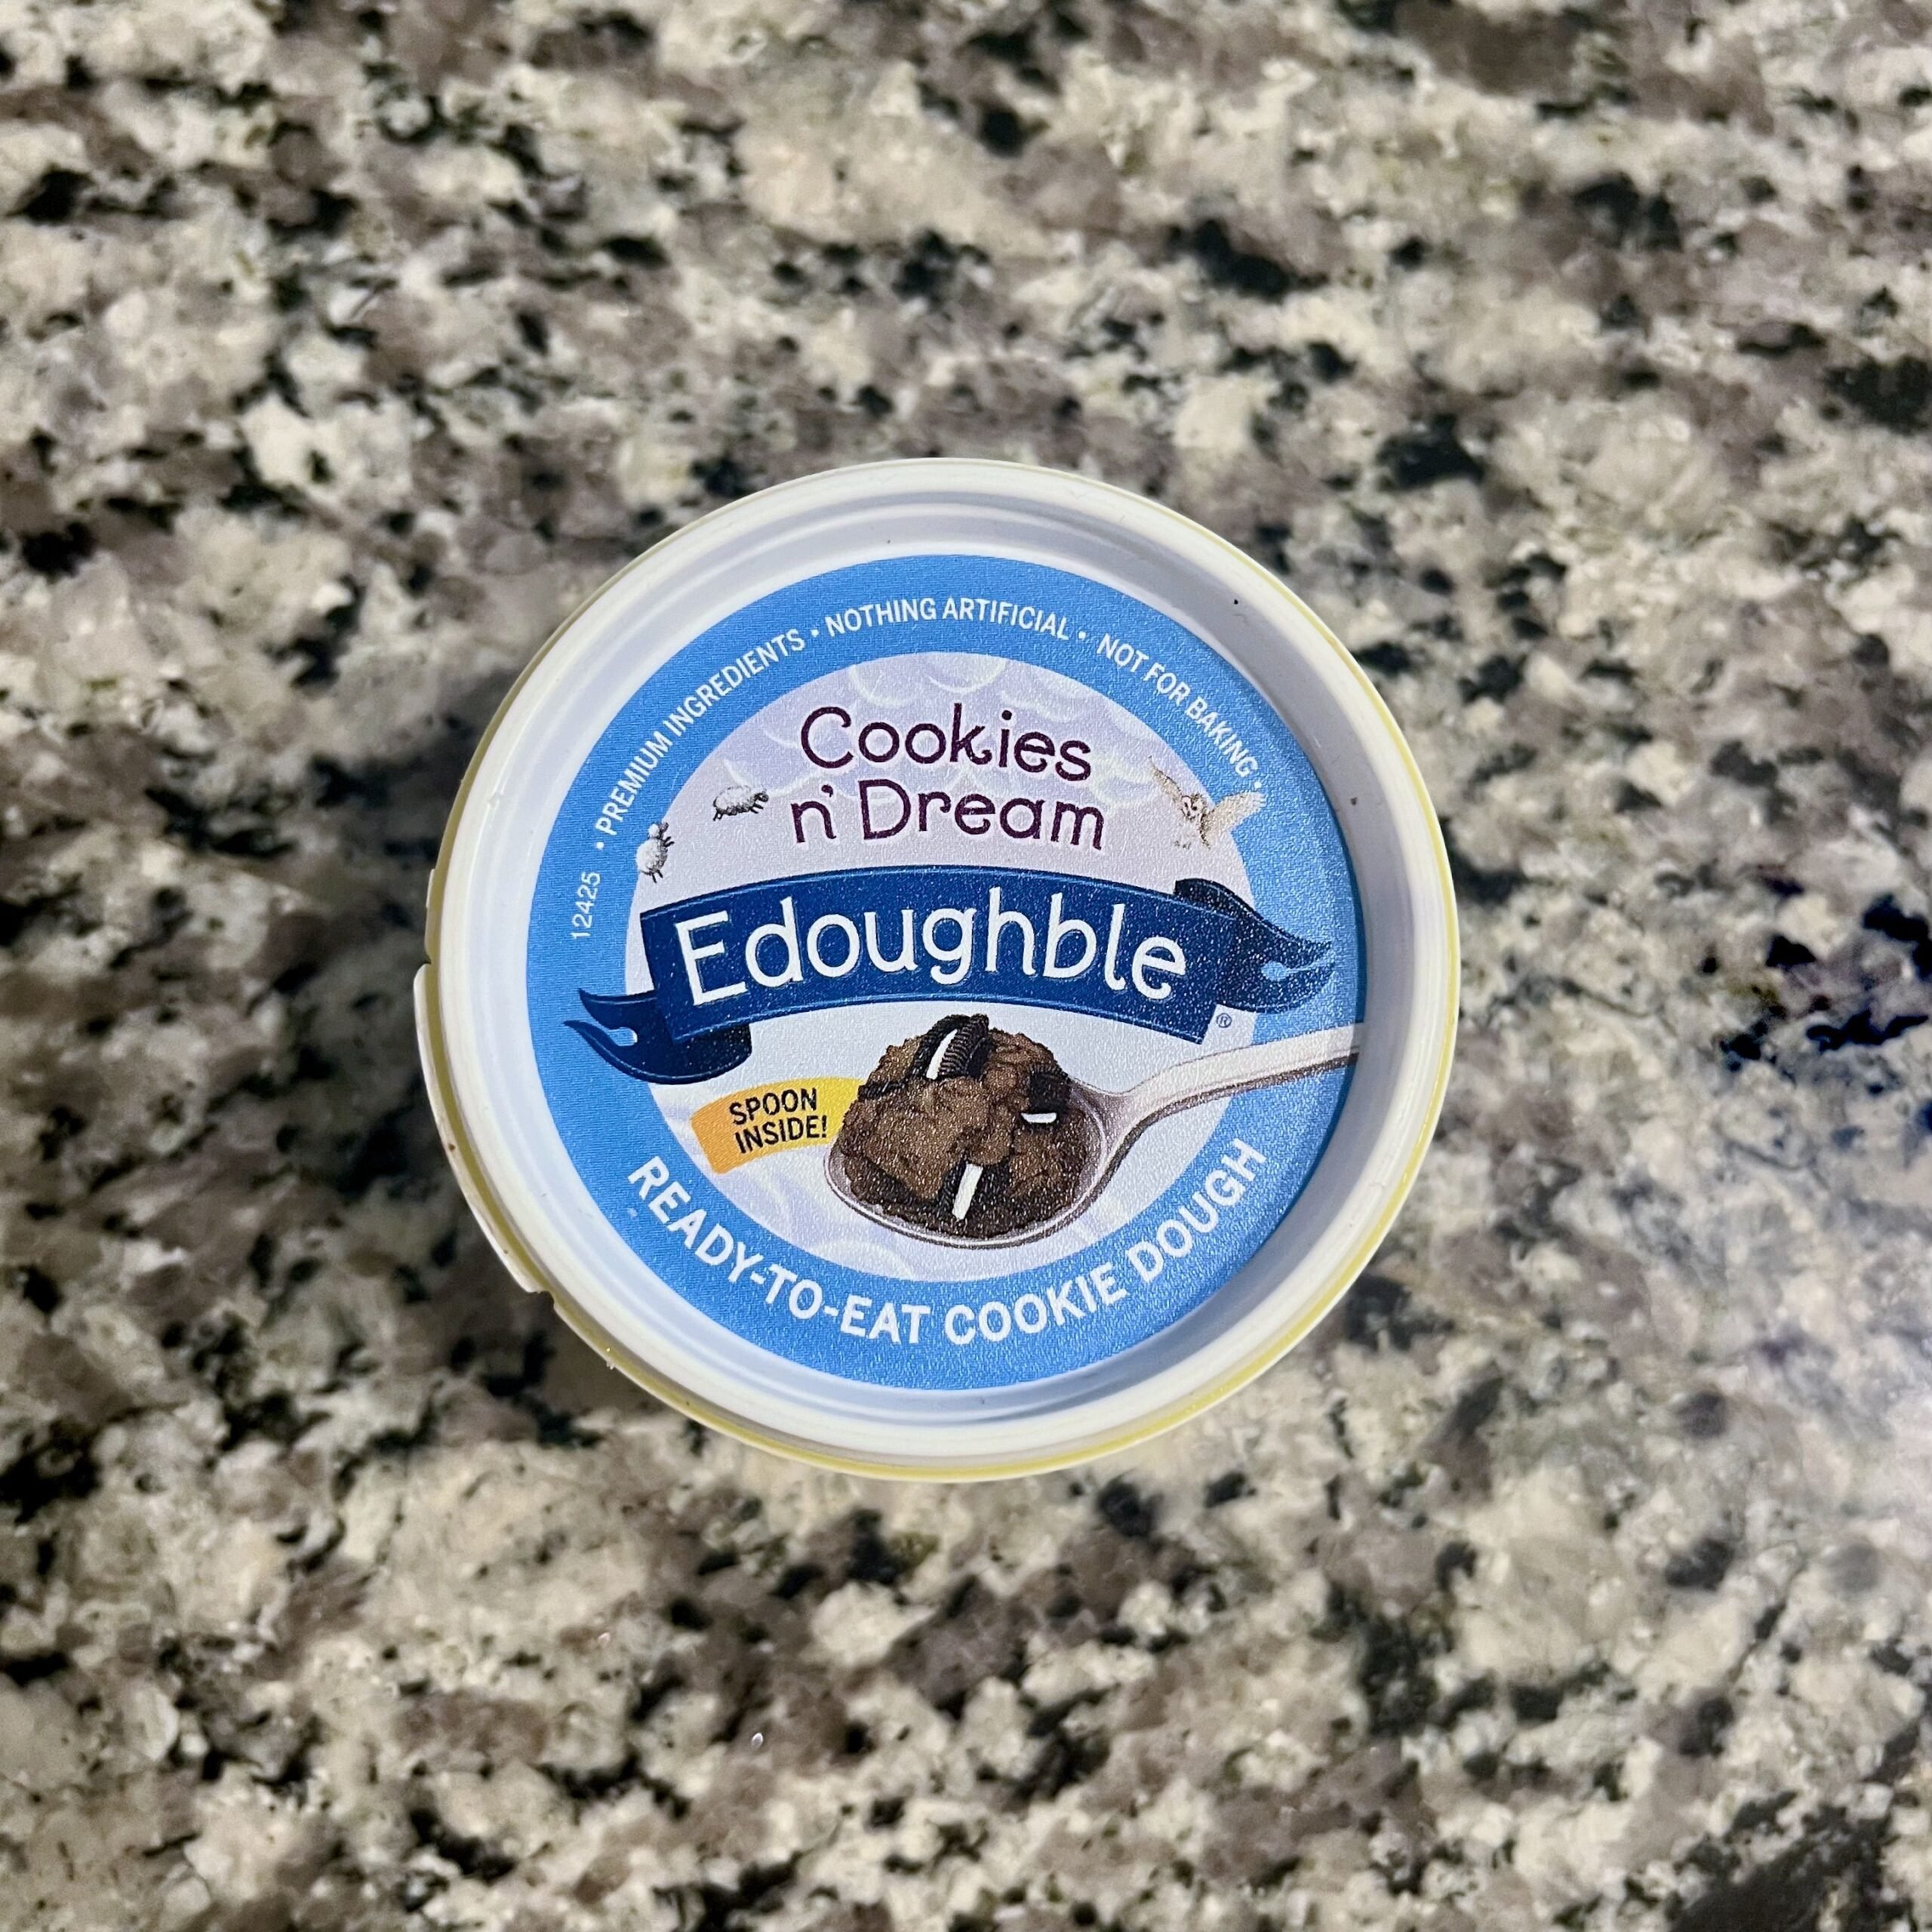 12425 • PREMIUM INGREDIENTS • NOTHING ARTIFICIAL • NOT FOR BAKING •
Cookies
n' Dream
Edoughble®
SPOON
INSIDE!
READY-TO-EAT COOKIE DOUGH